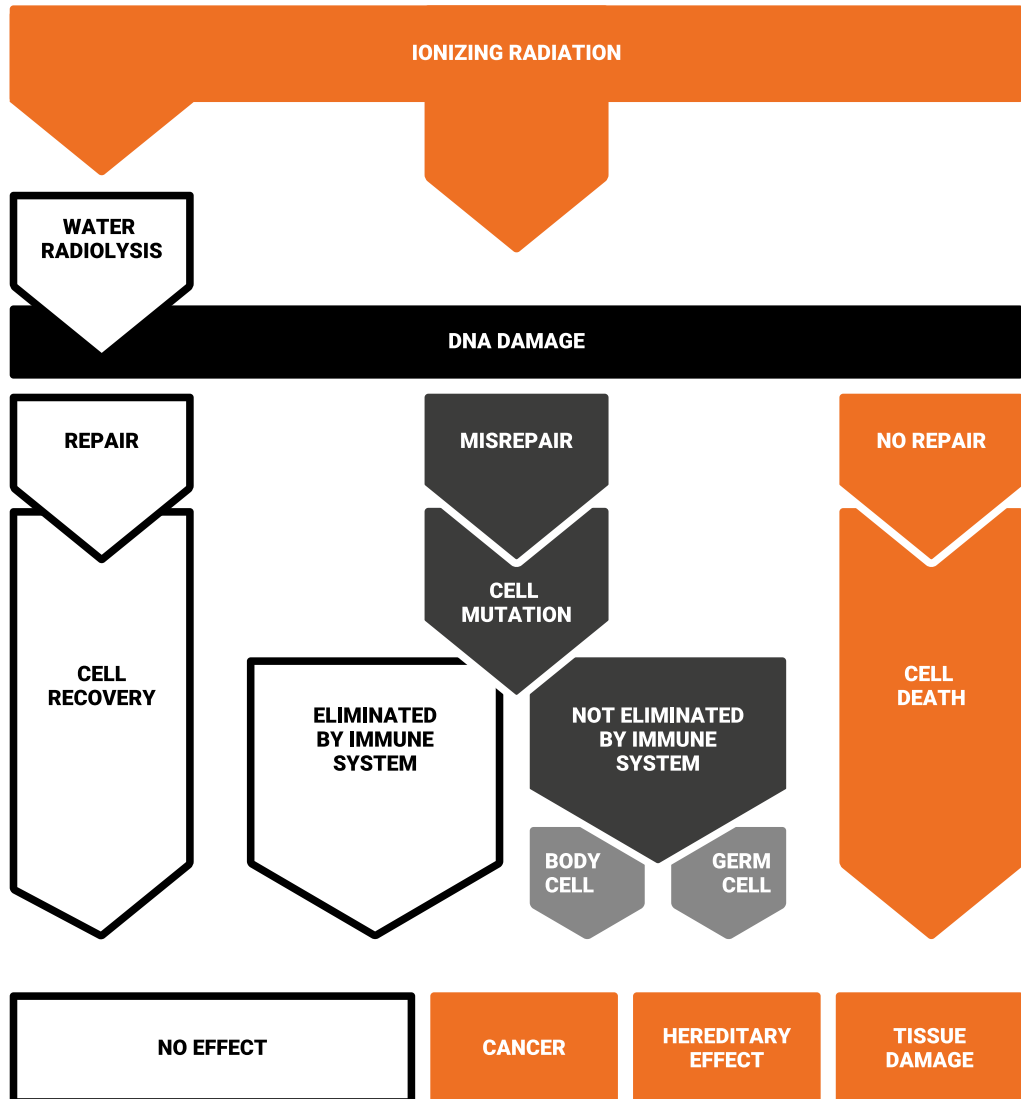 IONIZING RADIATION
WATER
RADIOLYSIS
DNA DAMAGE
REPAIR
MISREPAIR
NO REPAIR
CELL
MUTATION
CELL
RECOVERY
ELIMINATED
BY IMMUNE
SYSTEM
NOT ELIMINATED
BY IMMUNE
SYSTEM
CELL
DEATH
BODY
CELL
GERM
CELL
NO EFFECT
CANCER
HEREDITARY
EFFECT
TISSUE
DAMAGE